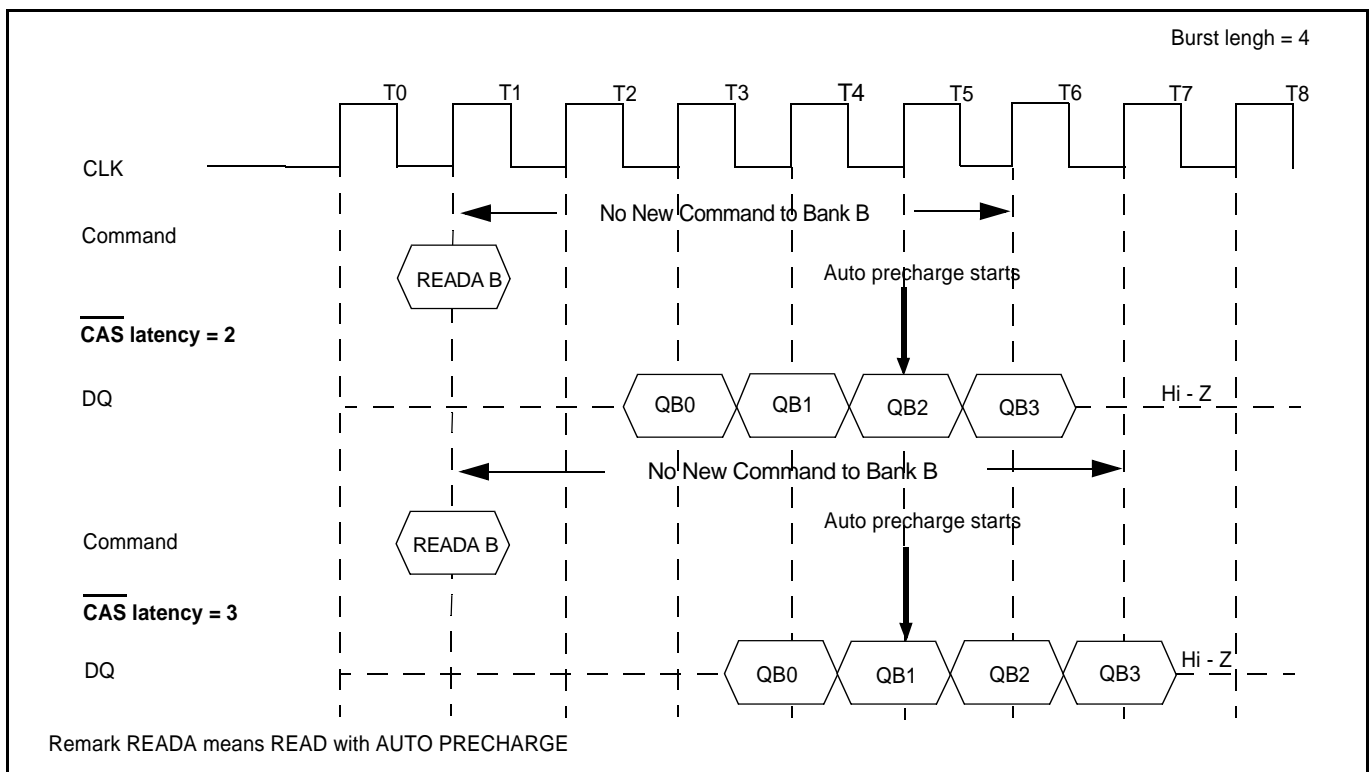 Burst lengh = 4
T0 T1 T2 T3 T4 T5 T6 T7 T8
CLK
No New Command to Bank B
Command
READA B
Auto precharge starts
CAS latency = 2
DQ
QB0 QB1 QB2 QB3 Hi - Z
No New Command to Bank B
Auto precharge starts
Command
READA B
CAS latency = 3
DQ
QB0 QB1 QB2 QB3 Hi - Z
Remark READA means READ with AUTO PRECHARGE